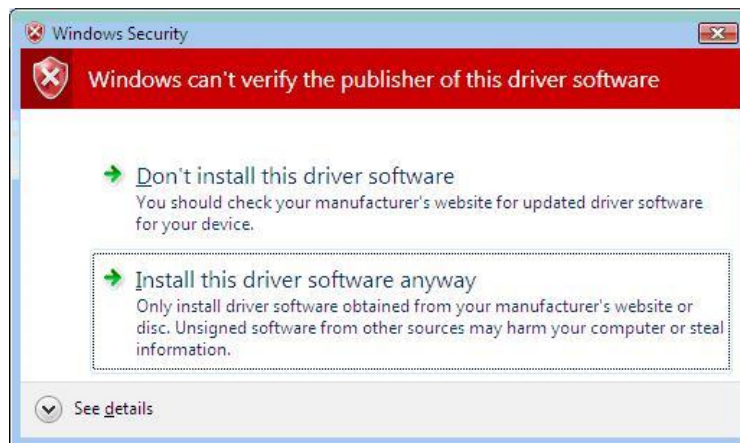 Windows Security
Windows can't verify the publisher of this driver software
Don't install this driver software
You should check your manufacturer's website for updated driver software
for your device.
Install this driver software anyway
Only install driver software obtained from your manufacturer's website or
disc. Unsigned software from other sources may harm your computer or steal
information.
See details